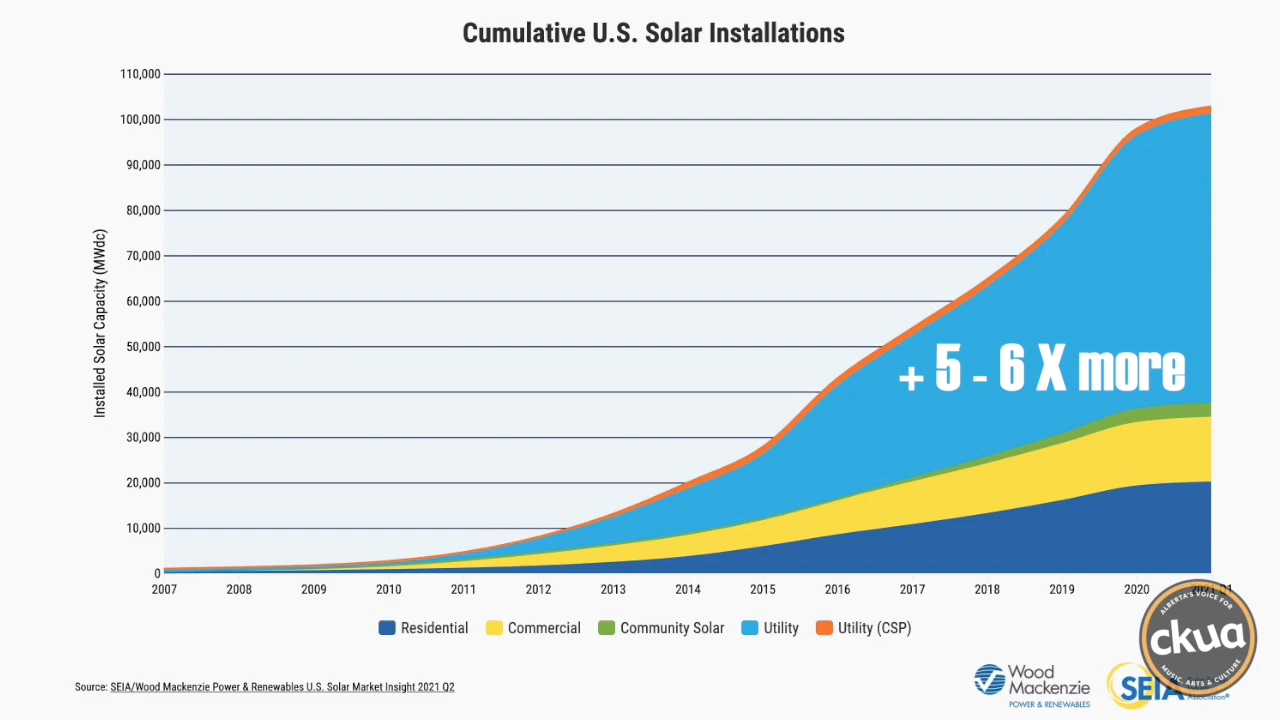 Cumulative U.S. Solar Installations
110,000
100,000
90,000
80,000
70,000
60,000
50,000
40,000
30,000
20,000
10,000
0
Installed Solar Capacity (MWdc)
+ 5 - 6 X more
2007 2008 2009 2010 2011 2012 2013 2014 2015 2016 2017 2018 2019 2020 2021 Q1
Residential Commercial Community Solar Utility Utility (CSP)
Source: SEIA/Wood Mackenzie Power & Renewables U.S. Solar Market Insight 2021 Q2
Wood
Mackenzie
POWER & RENEWABLES
SEIA
Association®
ALBERTA'S VOICE FOR
ckua
MUSIC, ARTS & CULTURE